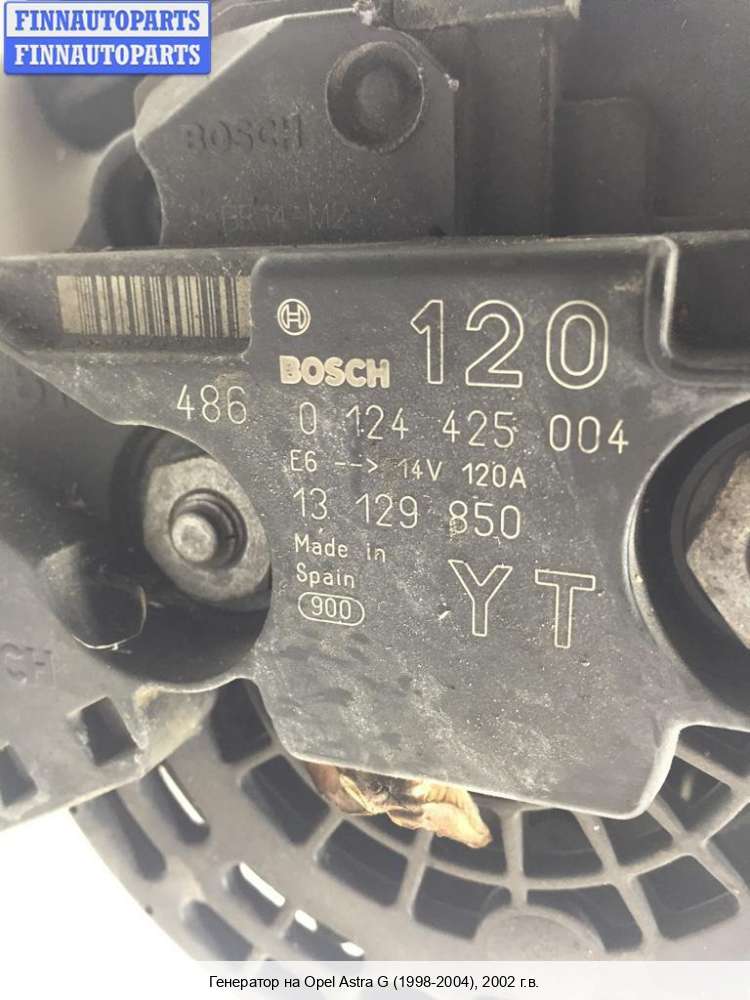 FINNAUTOPARTS
FINNAUTOPARTS
BOSCH
BOSCH 120
486 0 124 425 004
E6 --> 14V 120A
13 129 850
Made in
Spain
900
YT
Генератор на Opel Astra G (1998-2004), 2002 г.в.